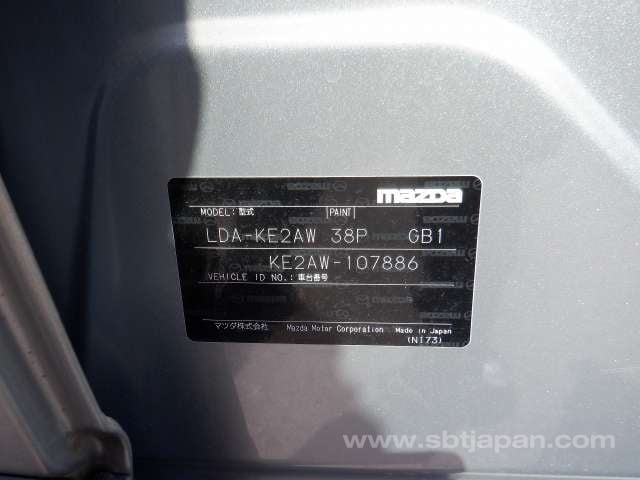 mazda
MODEL:型式 PAINT
LDA-KE2AW 38P GB1
KE2AW-107886
VEHICLE ID NO.:車台番号
マツダ株式会社 Mazda Motor Corporation Made in Japan
(N173)
www.sbtjapan.com